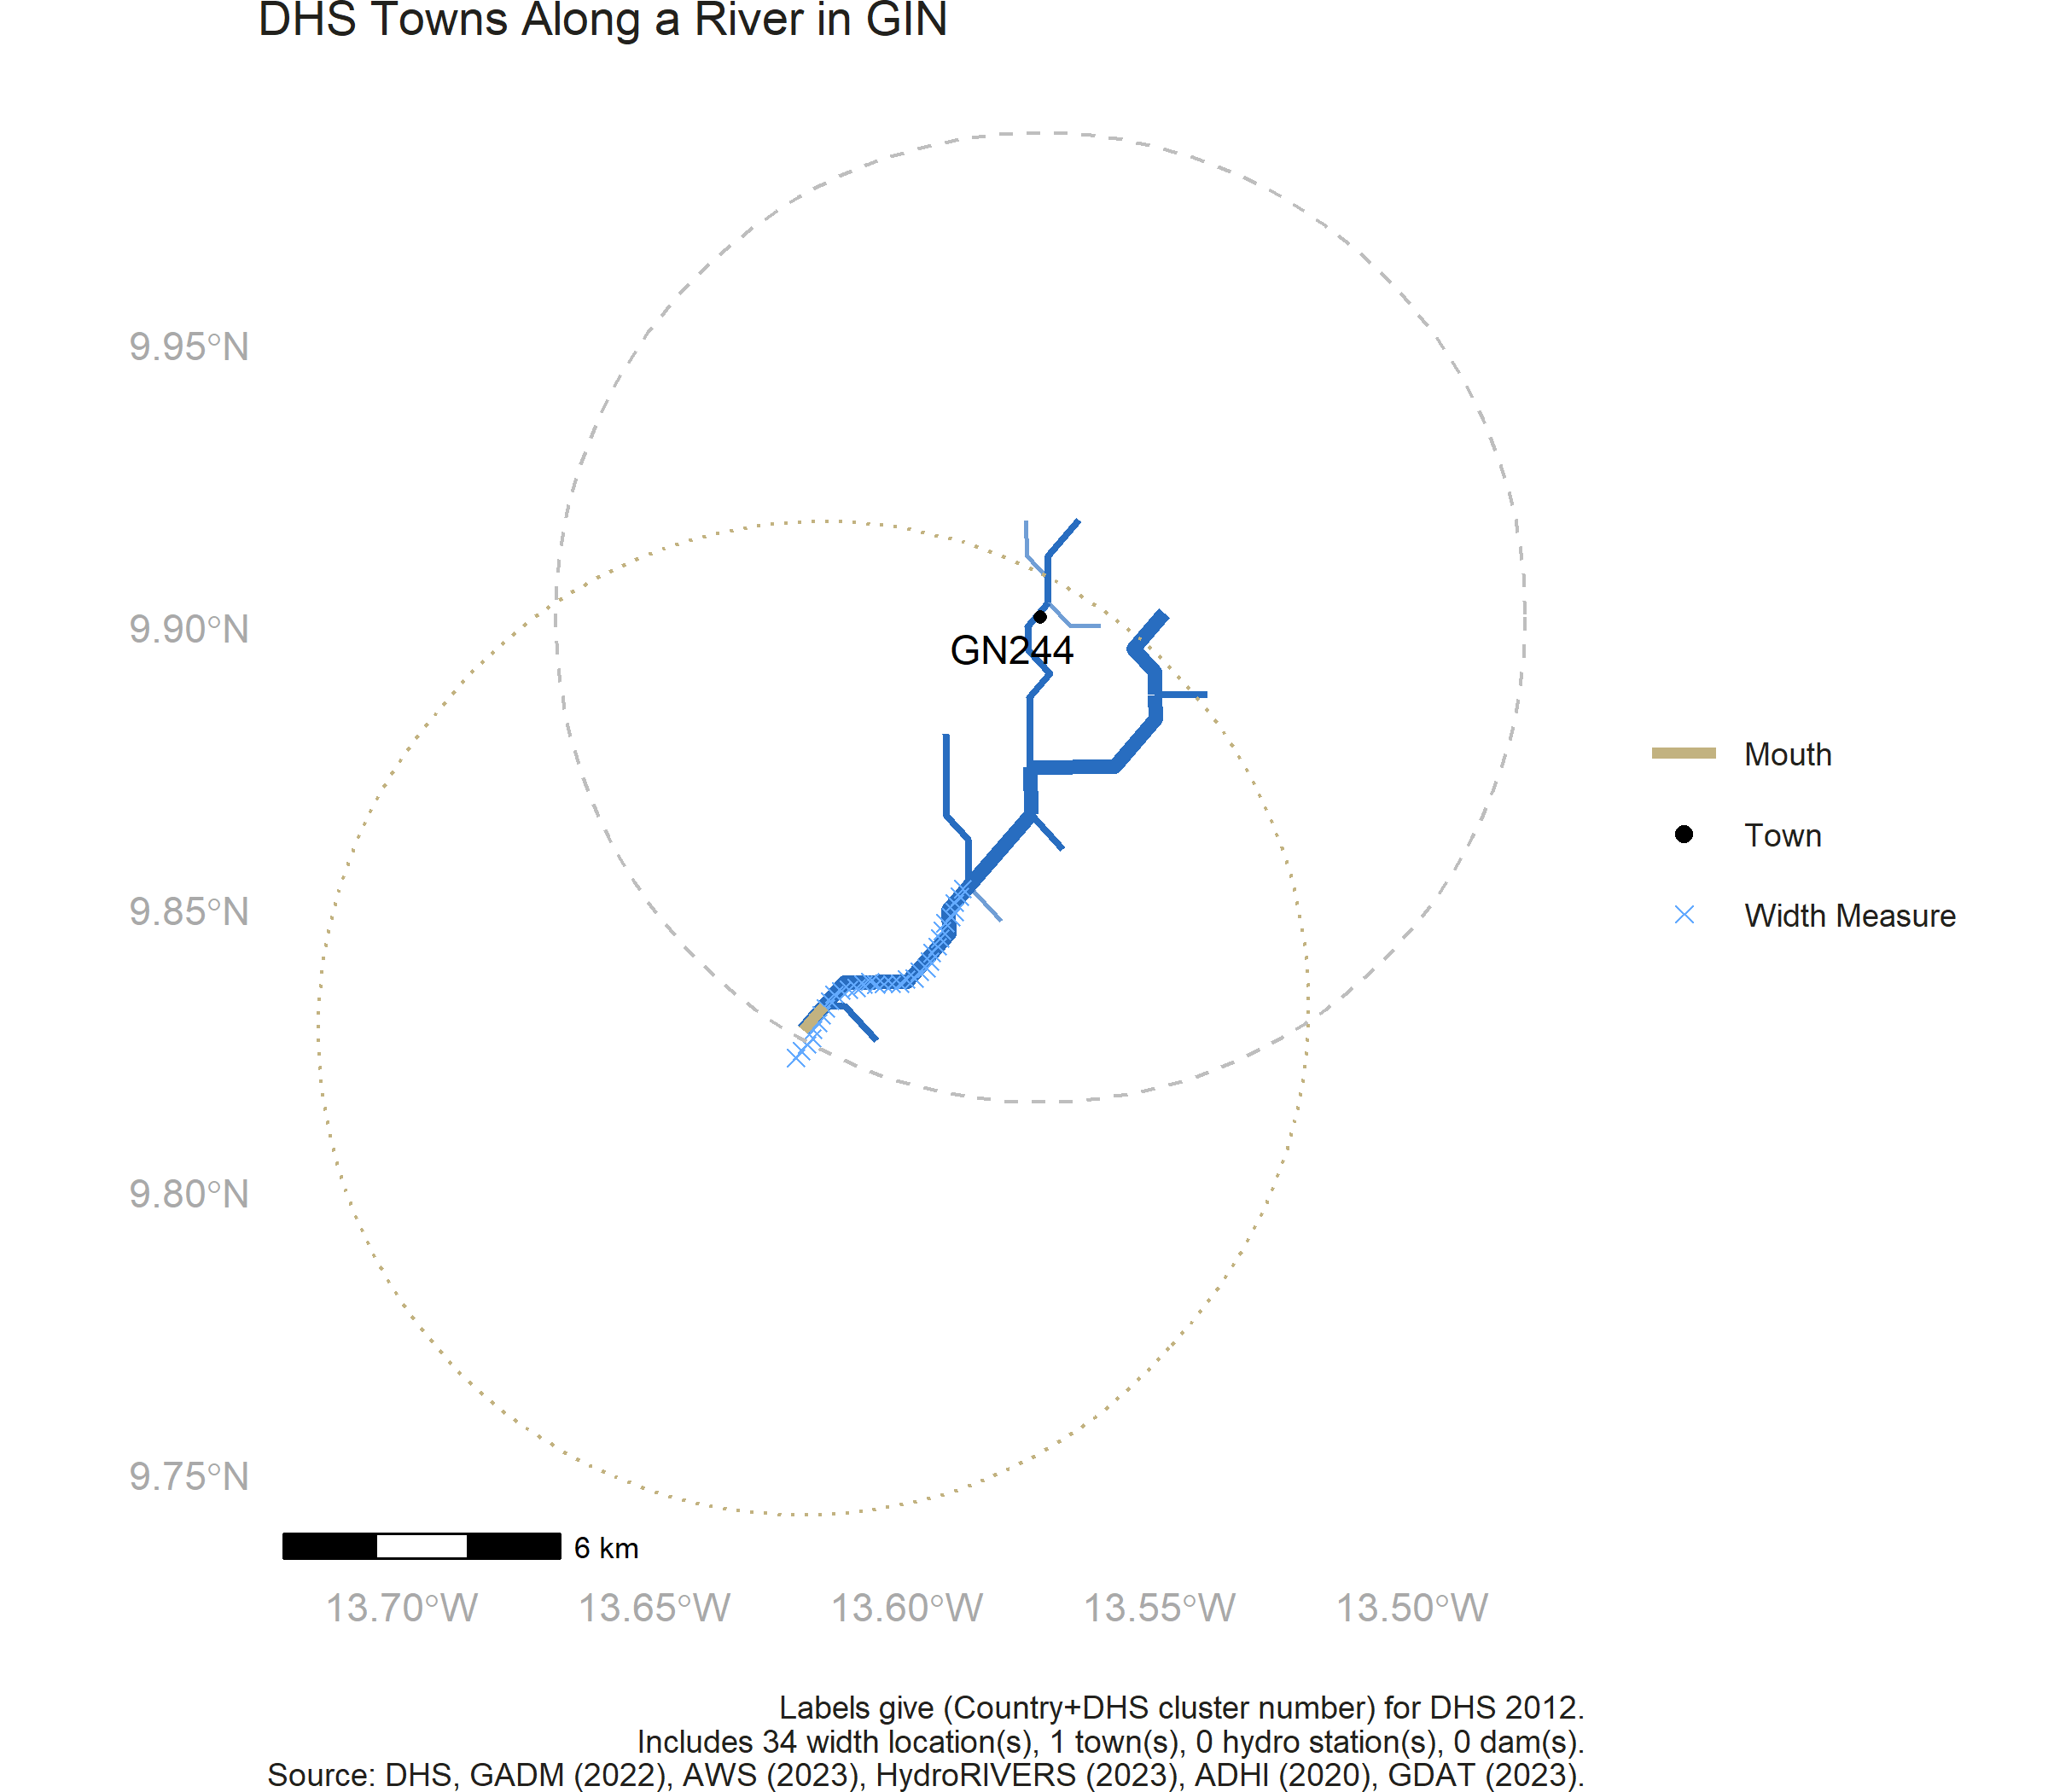 DHS Towns Along a River in GIN
9.95°N
9.90°N
9.85°N
9.80°N
9.75°N
GN244
Mouth
Town
Width Measure
6 km
13.70°W
13.65°W
13.60°W
13.55°W
13.50°W
Labels give (Country+DHS cluster number) for DHS 2012.
Includes 34 width location(s), 1 town(s), 0 hydro station(s), 0 dam(s).
Source: DHS, GADM (2022), AWS (2023), HydroRIVERS (2023), ADHI (2020), GDAT (2023).